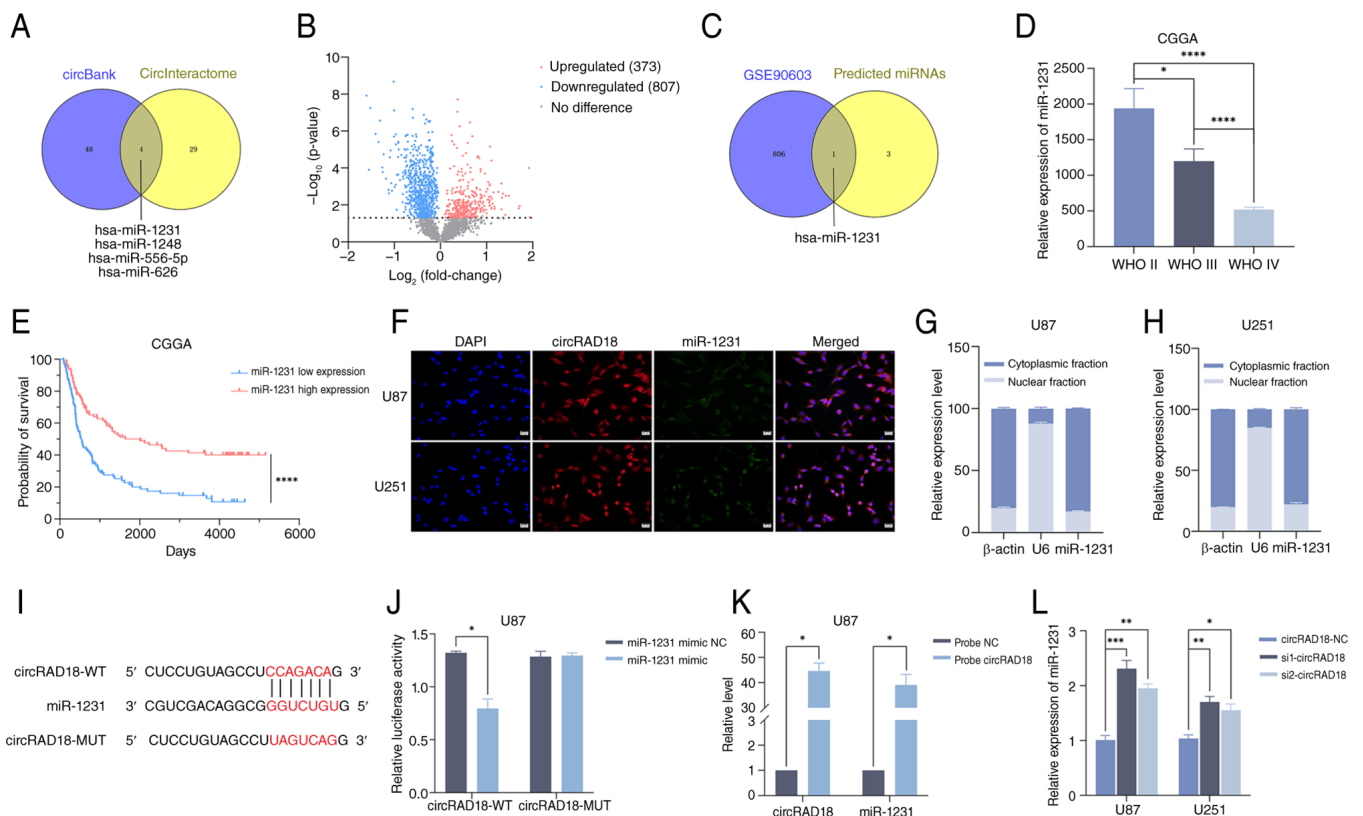 A
circBank
CircInteractome
48
4
29
hsa-miR-1231
hsa-miR-1248
hsa-miR-556-5p
hsa-miR-626
B
Upregulated (373)
Downregulated (807)
No difference
−Log10 (p-value)
10
8
6
4
2
0
−2
−1
0
1
2
Log2 (fold-change)
C
GSE90603
Predicted miRNAs
806
1
3
hsa-miR-1231
D
CGGA
Relative expression of miR-1231
2500
2000
1500
1000
500
0
****
*
****
WHO II
WHO III
WHO IV
E
CGGA
miR-1231 low expression
miR-1231 high expression
Probability of survival
100
80
60
40
20
0
****
0
2000
4000
6000
Days
F
DAPI
circRAD18
miR-1231
Merged
U87
U251
G
U87
Cytoplasmic fraction
Nuclear fraction
Relative expression level
150
100
50
0
β-actin
U6
miR-1231
H
U251
Cytoplasmic fraction
Nuclear fraction
Relative expression level
150
100
50
0
β-actin
U6
miR-1231
I
circRAD18-WT 5′ CUCCUGUAGCCUUCCAGACAG 3′
miR-1231 3′ CGUCGACAGGCGGGUCUGUG 5′
circRAD18-MUT 5′ CUCCUGUAGCCUUUAGUCAGG 3′
J
U87
miR-1231 mimic NC
miR-1231 mimic
Relative luciferase activity
1.5
1.0
0.5
0.0
*
circRAD18-WT
circRAD18-MUT
K
U87
Probe NC
Probe circRAD18
Relative level
60
50
40
30
4
3
2
1
0
*
*
circRAD18
miR-1231
L
circRAD18-NC
si1-circRAD18
si2-circRAD18
Relative expression of miR-1231
3
2
1
0
**
***
*
**
U87
U251